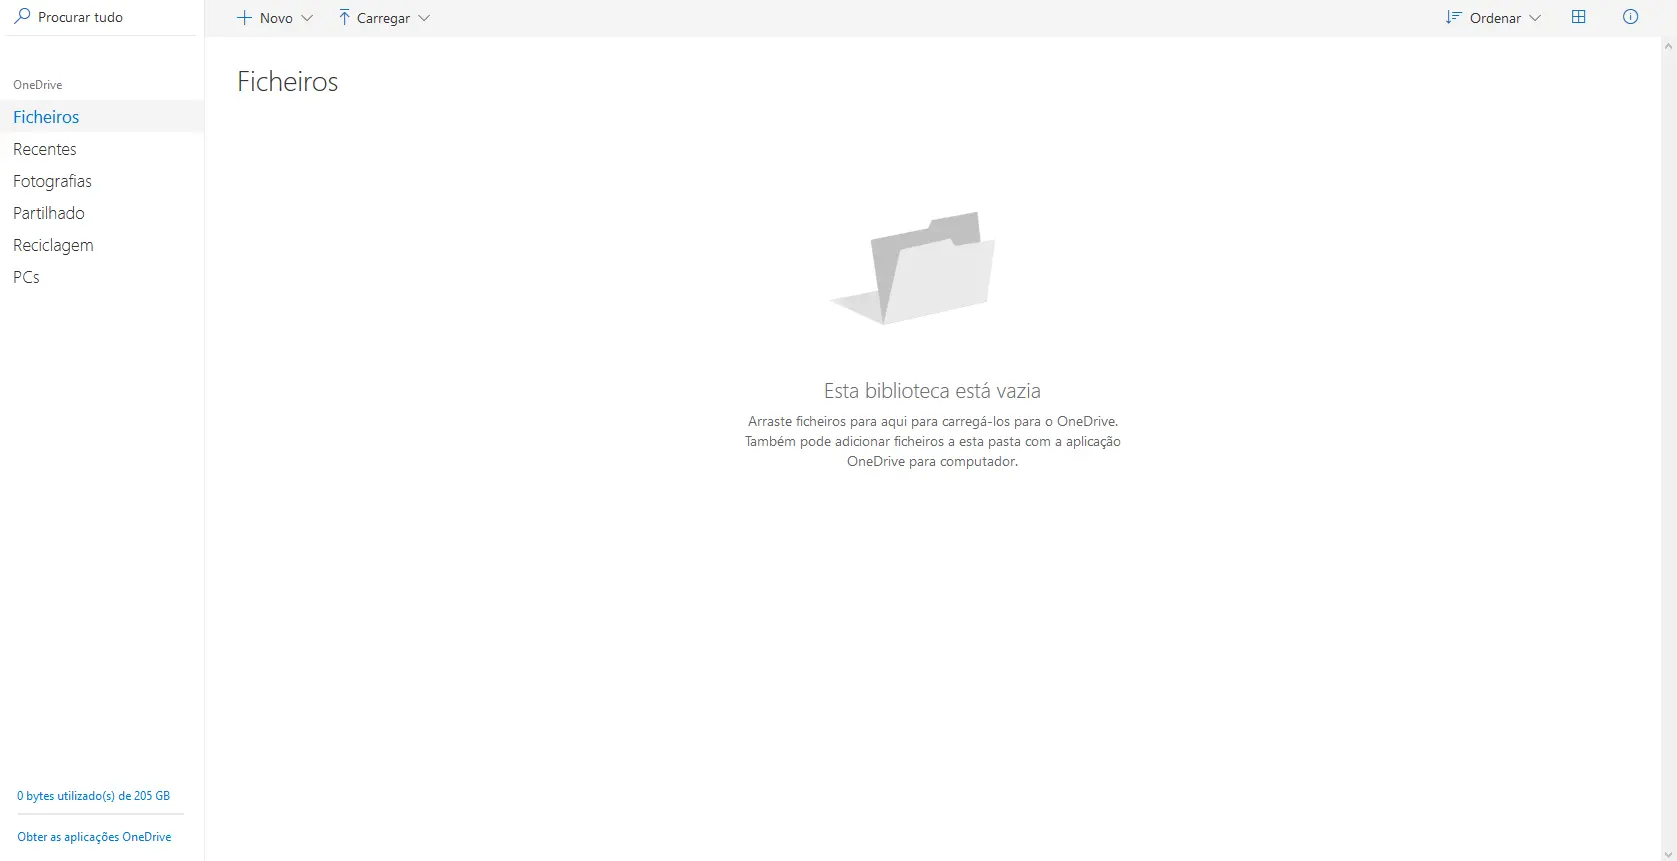 Procurar tudo
Novo
Carregar
Ordenar
OneDrive
Ficheiros
Recentes
Fotografias
Partilhado
Reciclagem
PCs
Ficheiros
Esta biblioteca está vazia
Arraste ficheiros para aqui para carregá-los para o OneDrive.
Também pode adicionar ficheiros a esta pasta com a aplicação
OneDrive para computador.
0 bytes utilizado(s) de 205 GB
Obter as aplicações OneDrive